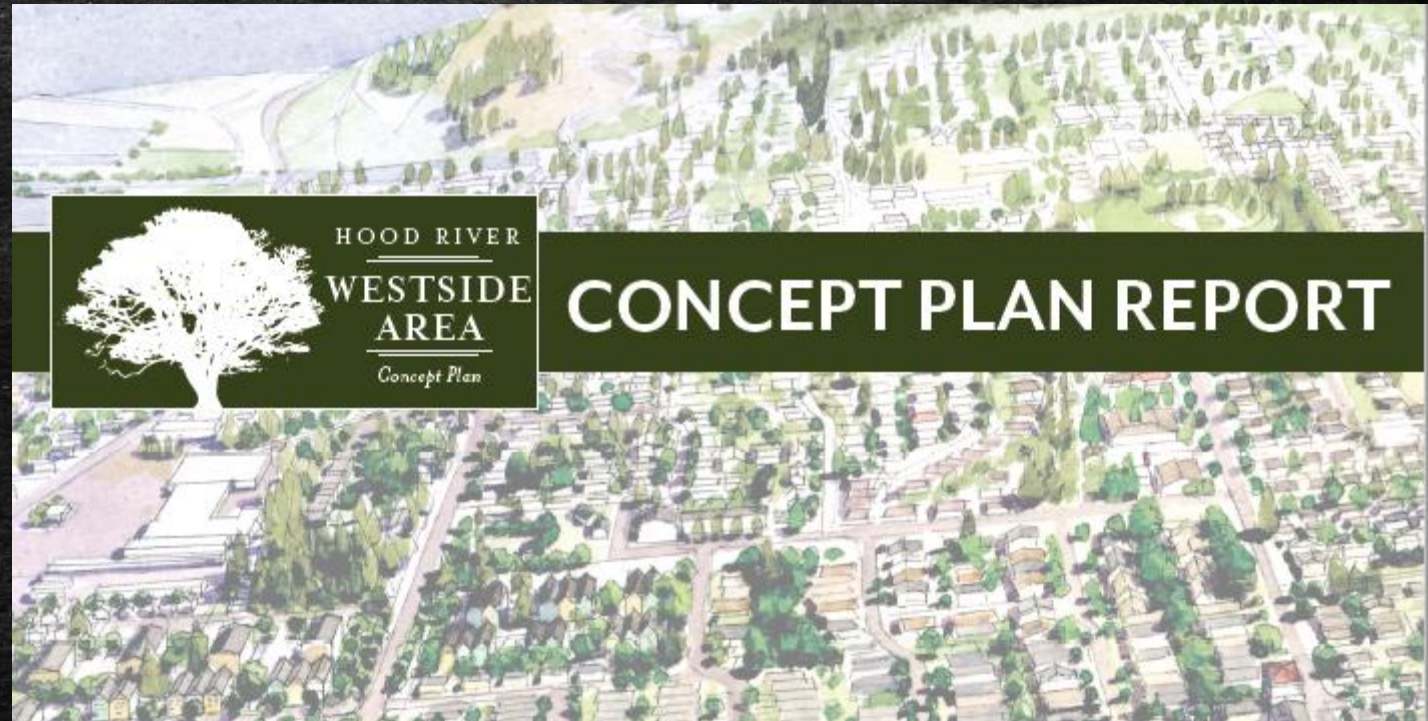 HOOD RIVER
WESTSIDE
AREA
Concept Plan
CONCEPT PLAN REPORT